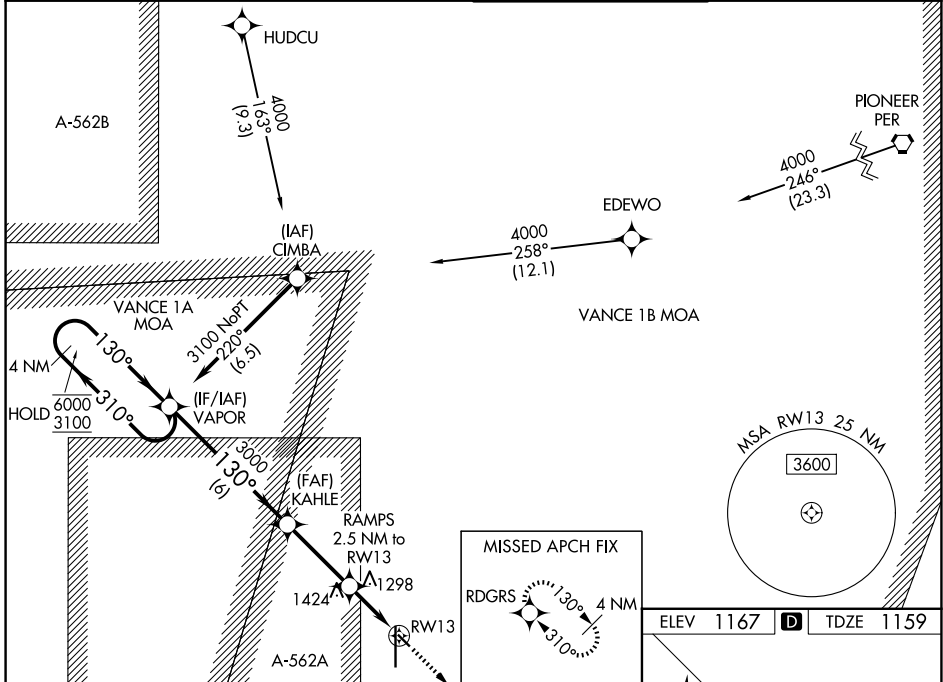 HUDCU
4000
163°
(9.3)
A-562B
PIONEER
PER
4000
246°
(23.3)
EDEWO
4000
258°
(12.1)
(IAF)
CIMBA
VANCE 1A
MOA
VANCE 1B MOA
3100 NoPT
220°
(6.5)
4 NM
130°
310°
HOLD
6000
3100
(IF/IAF)
VAPOR
3000
130°
(6)
(FAF)
KAHLE
RAMPS
2.5 NM to
RW13
1298
1424
RW13
A-562A
MSA RW13 25 NM
3600
MISSED APCH FIX
RDGRS
130°
310°
4 NM
ELEV 1167 D TDZE 1159